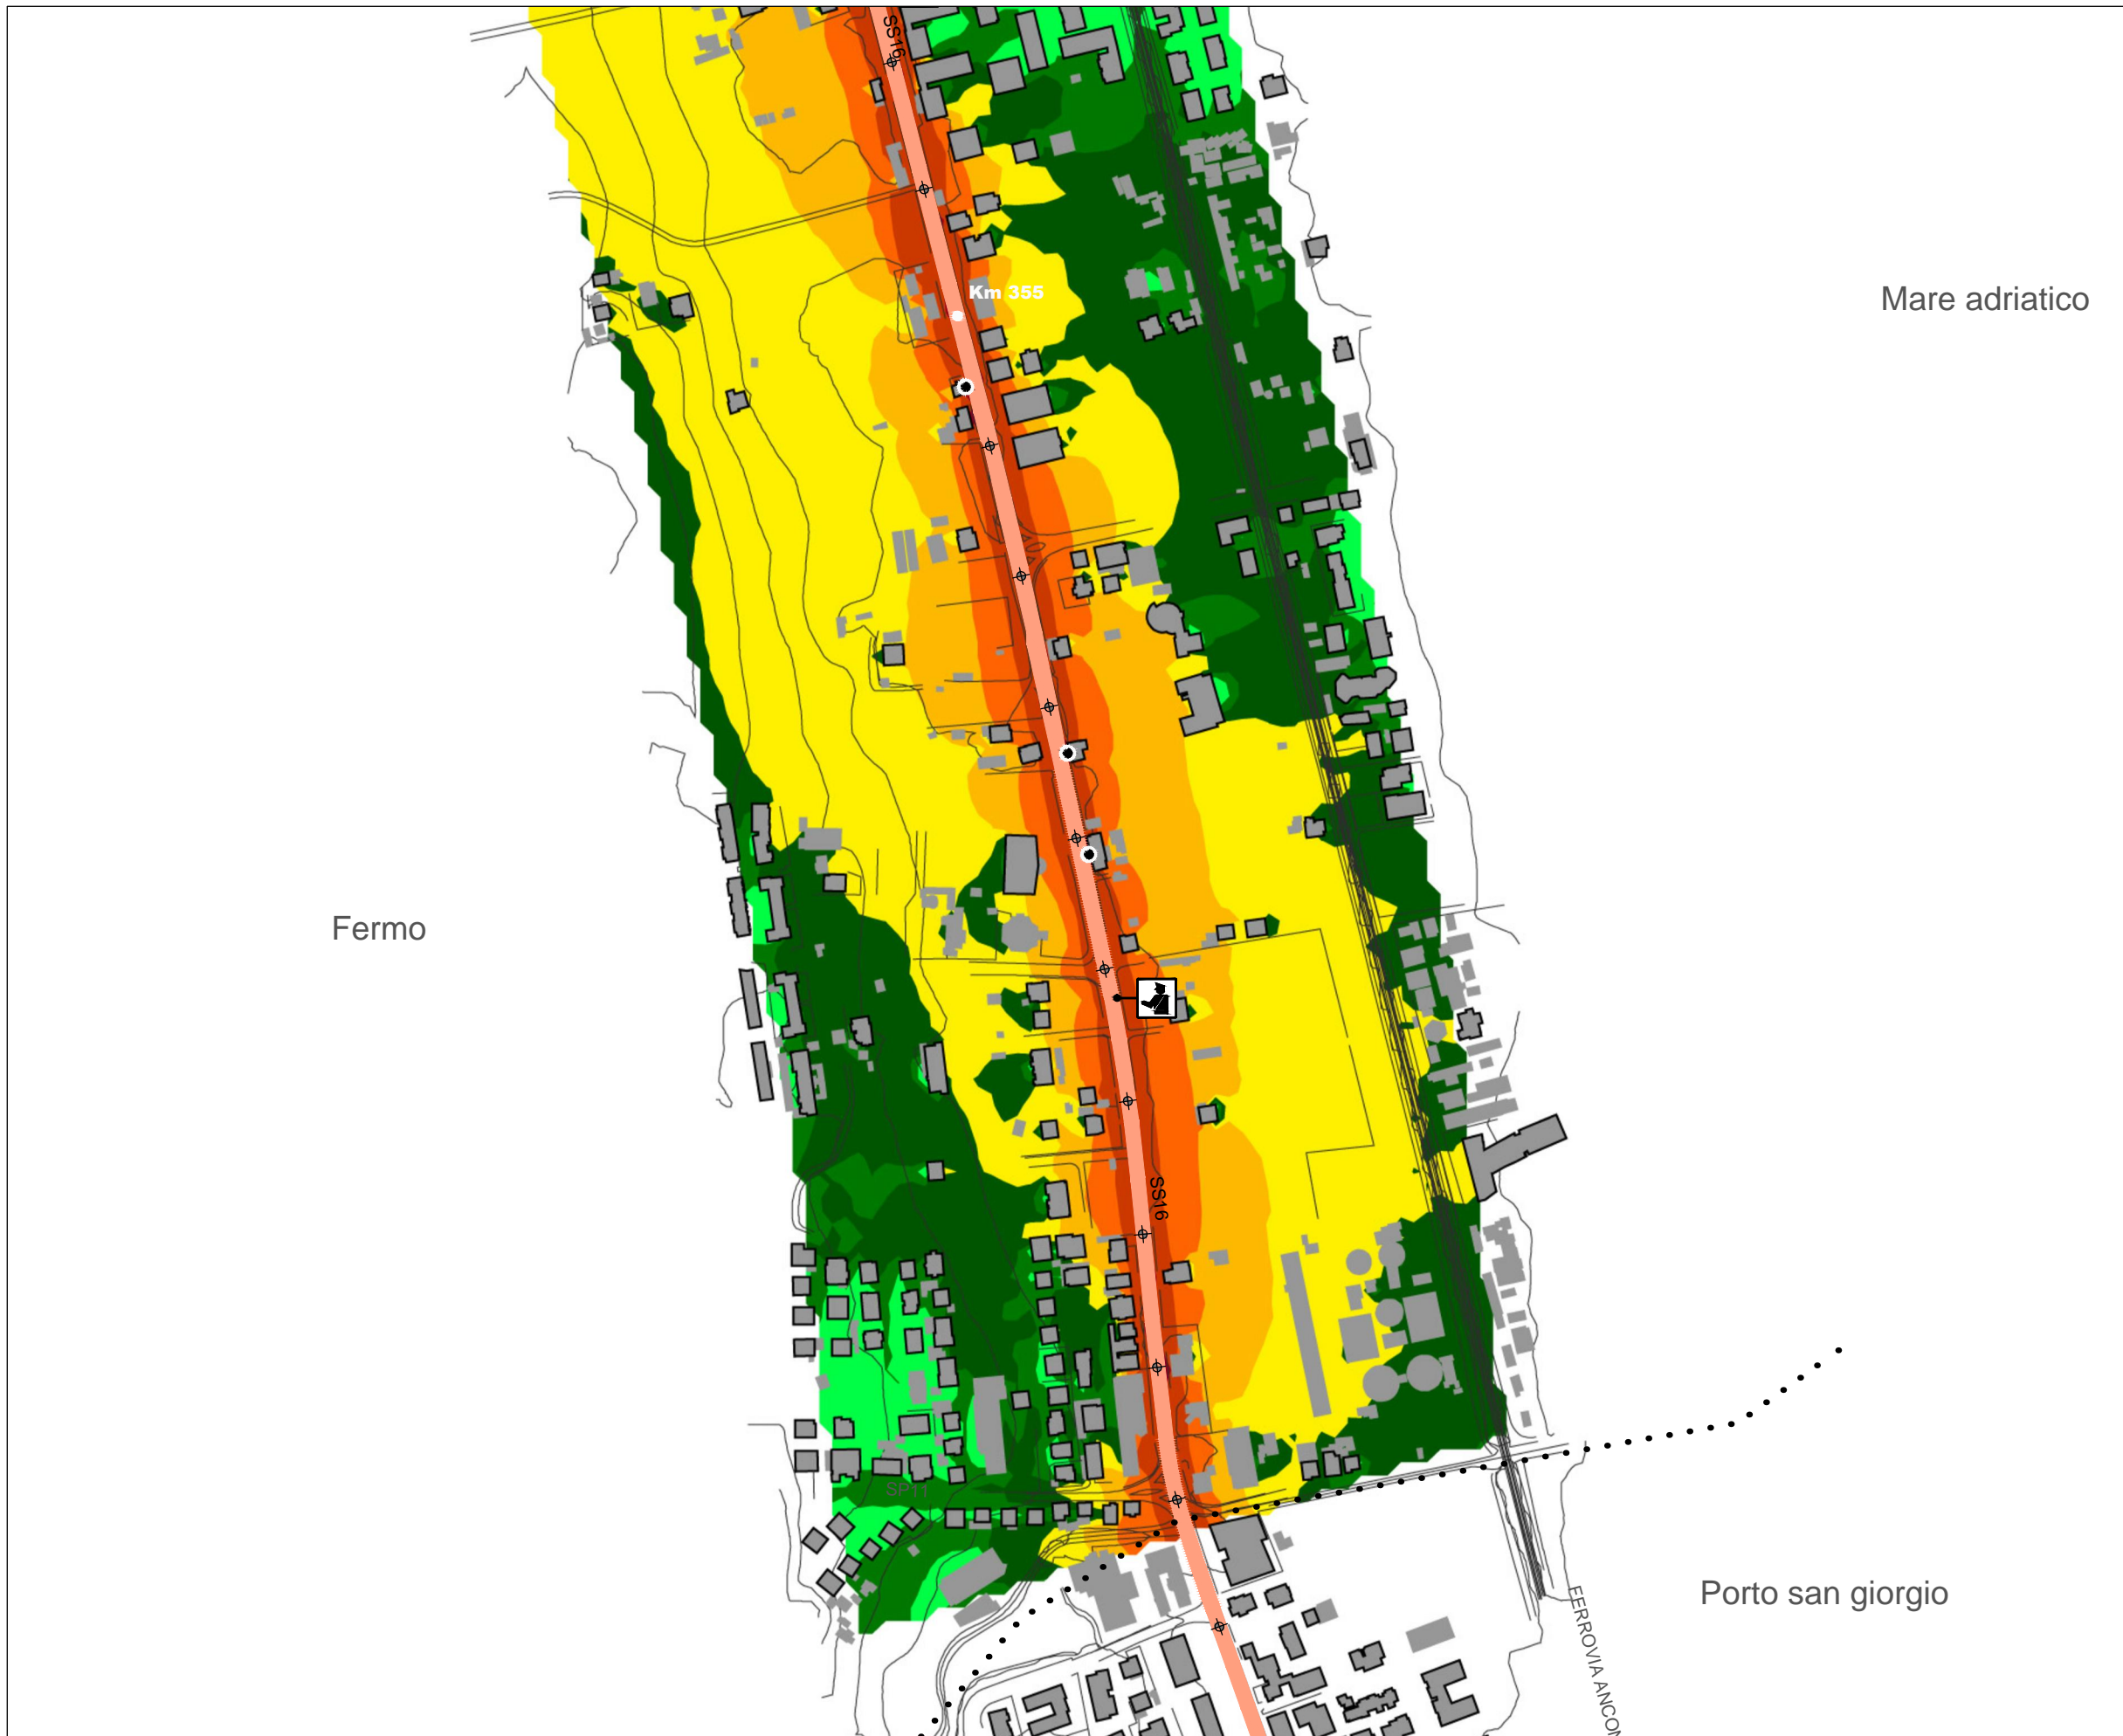 SS16
Km 355
Mare adriatico
Fermo
SS16
SP11
Porto san giorgio
FERROVIA ANCON